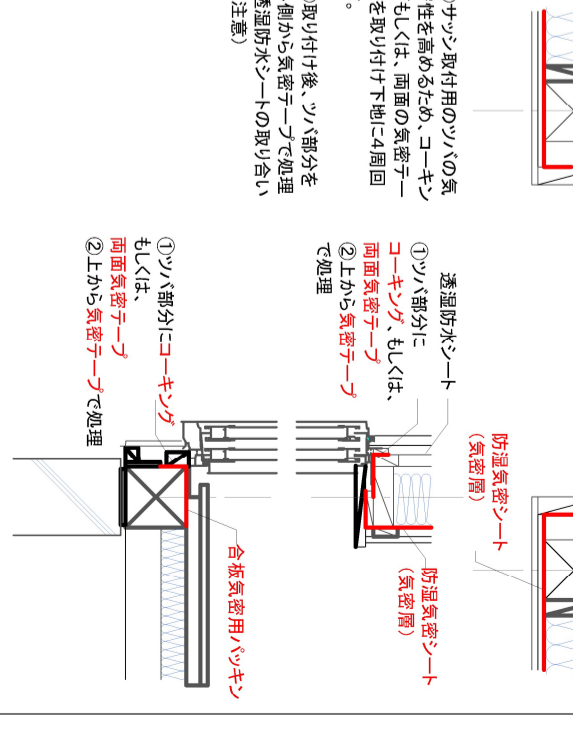 ①サッシ取付用のツバの気
性を高めるため、コーキン
もしくは、両面の気密テー
を取り付け下地に4周回
。
取り付け後、ツバ部分を
側から気密テープで処理
透湿防水シートの取り合い
注意）
透湿防水シート
①ツバ部分に
コーキング、もしくは、
両面気密テープ
②上から気密テープ
で処理
防湿気密シート
（気密層）
防湿気密シート
（気密層）
①ツバ部分にコーキング
もしくは、
両面気密テープ
②上から気密テープで処理
合板気密用パッキン